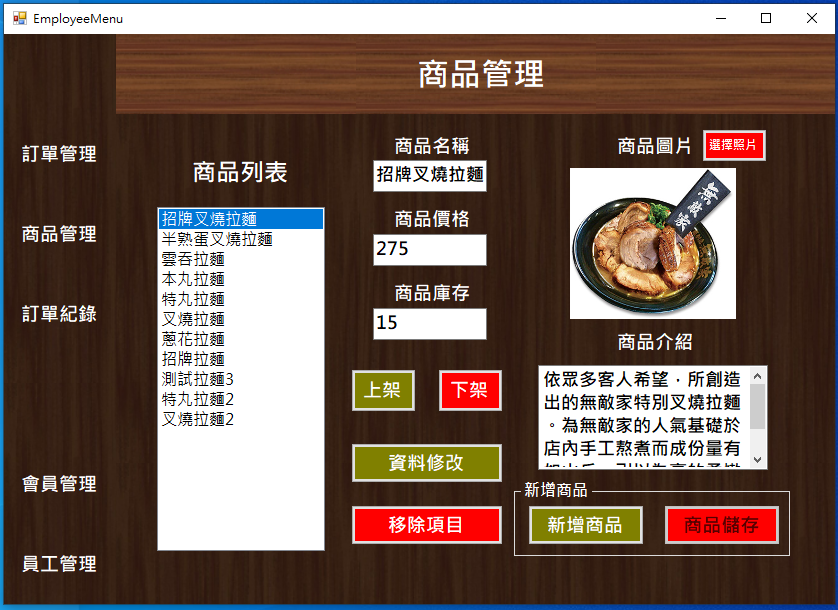 EmployeeMenu
商品管理
訂單管理
商品管理
訂單紀錄
會員管理
員工管理
商品列表
招牌叉燒拉麵
半熟蛋叉燒拉麵
雲吞拉麵
本丸拉麵
特丸拉麵
叉燒拉麵
蔥花拉麵
招牌拉麵
測試拉麵3
特丸拉麵2
叉燒拉麵2
商品名稱
招牌叉燒拉麵
商品價格
275
商品庫存
15
上架
下架
資料修改
移除項目
商品圖片
選擇照片
無敵家
商品介紹
依眾多客人希望，所創造
出的無敵家特別叉燒拉麵
。為無敵家的人氣基礎於
店內手工熬煮而成份量有
新增商品
新增商品
商品儲存